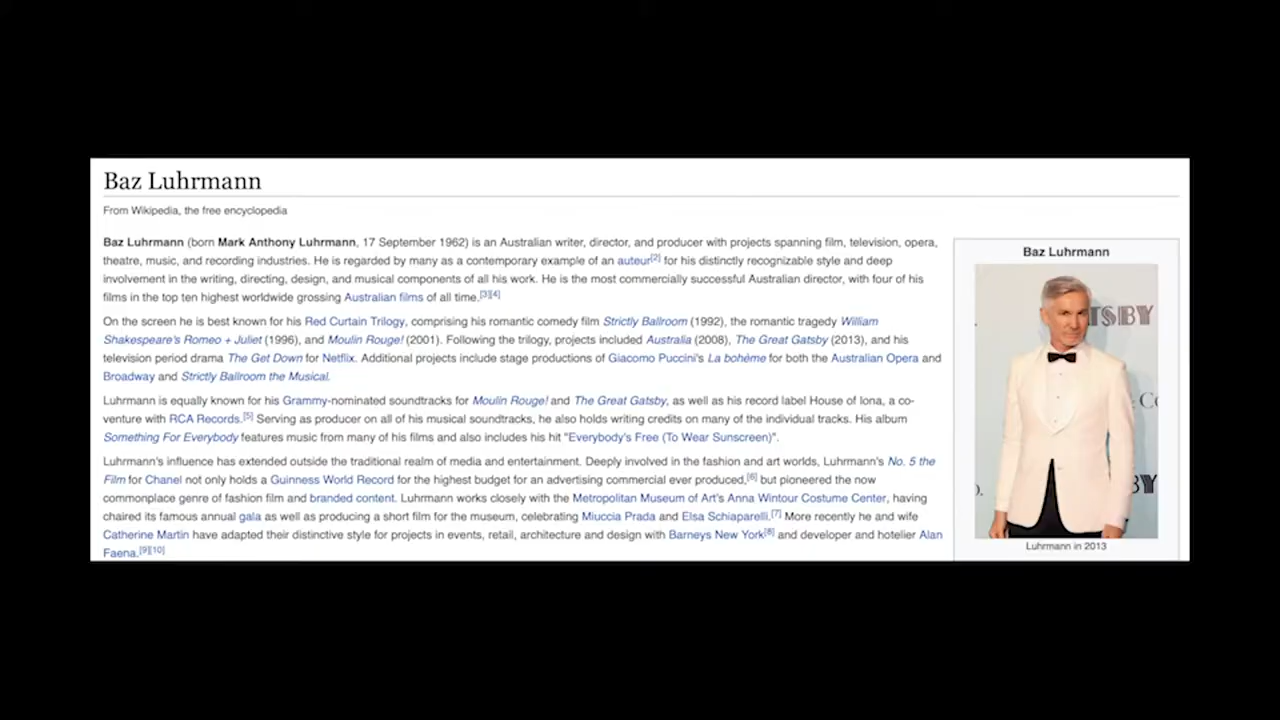 Baz Luhrmann
From Wikipedia, the free encyclopedia
Baz Luhrmann (born Mark Anthony Luhrmann, 17 September 1962) is an Australian writer, director, and producer with projects spanning film, television, opera,
theatre, music, and recording industries. He is regarded by many as a contemporary example of an auteur[2] for his distinctly recognizable style and deep
involvement in the writing, directing, design, and musical components of all his work. He is the most commercially successful Australian director, with four of his
films in the top ten highest worldwide grossing Australian films of all time.[3][4]
On the screen he is best known for his Red Curtain Trilogy, comprising his romantic comedy film Strictly Ballroom (1992), the romantic tragedy William
Shakespeare's Romeo + Juliet (1996), and Moulin Rouge! (2001). Following the trilogy, projects included Australia (2008), The Great Gatsby (2013), and his
television period drama The Get Down for Netflix. Additional projects include stage productions of Giacomo Puccini's La bohème for both the Australian Opera and
Broadway and Strictly Ballroom the Musical.
Luhrmann is equally known for his Grammy-nominated soundtracks for Moulin Rouge! and The Great Gatsby, as well as his record label House of Iona, a co-
venture with RCA Records.[5] Serving as producer on all of his musical soundtracks, he also holds writing credits on many of the individual tracks. His album
Something For Everybody features music from many of his films and also includes his hit "Everybody's Free (To Wear Sunscreen)".
Luhrmann's influence has extended outside the traditional realm of media and entertainment. Deeply involved in the fashion and art worlds, Luhrmann's No. 5 the
Film for Chanel not only holds a Guinness World Record for the highest budget for an advertising commercial ever produced,[6] but pioneered the now
commonplace genre of fashion film and branded content. Luhrmann works closely with the Metropolitan Museum of Art's Anna Wintour Costume Center, having
chaired its famous annual gala as well as producing a short film for the museum, celebrating Miuccia Prada and Elsa Schiaparelli.[7] More recently he and wife
Catherine Martin have adapted their distinctive style for projects in events, retail, architecture and design with Barneys New York[8] and developer and hotelier Alan
Faena.[9][10]
Baz Luhrmann
TSBY
& Co
BY
Luhrmann in 2013